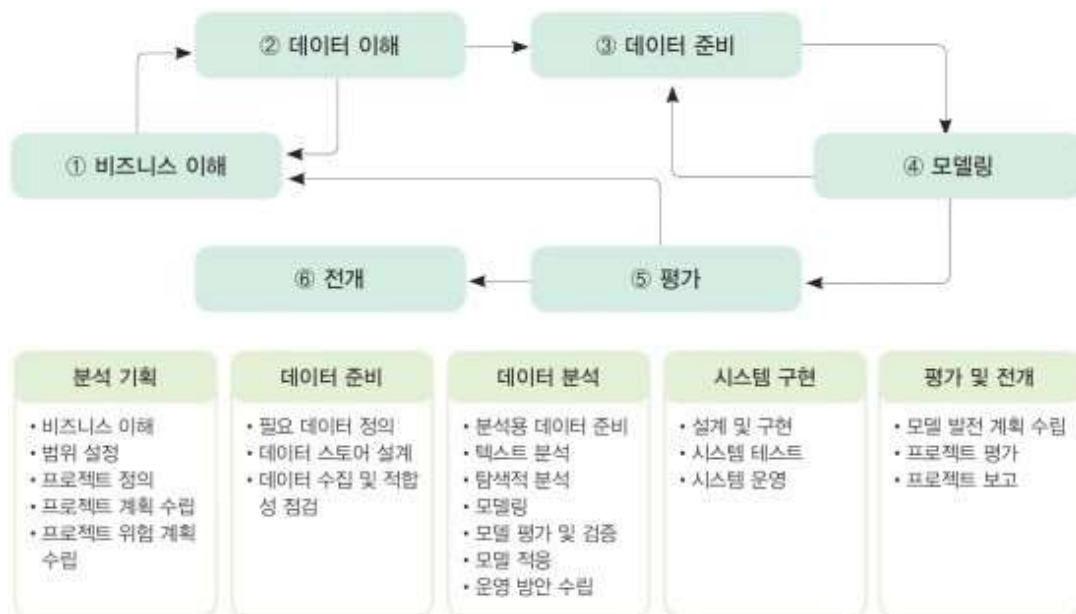 ② 데이터 이해
③ 데이터 준비
① 비즈니스 이해
④ 모델링
⑥ 전개
⑤ 평가
분석 기획
• 비즈니스 이해
• 범위 설정
• 프로젝트 정의
• 프로젝트 계획 수립
• 프로젝트 위험 계획
수립
데이터 준비
• 필요 데이터 정의
• 데이터 스토어 설계
• 데이터 수집 및 적합
성 점검
데이터 분석
• 분석용 데이터 준비
• 텍스트 분석
• 탐색적 분석
• 모델링
• 모델 평가 및 검증
• 모델 적응
• 운영 방안 수립
시스템 구현
• 설계 및 구현
• 시스템 테스트
• 시스템 운영
평가 및 전개
• 모델 발전 계획 수립
• 프로젝트 평가
• 프로젝트 보고